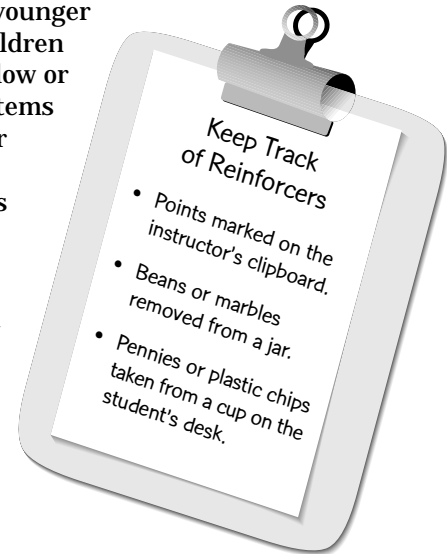 younger
ldren
low or
tems
r
s
Keep Track
of Reinforcers
• Points marked on the
instructor's clipboard.
• Beans or marbles
removed from a jar.
• Pennies or plastic chips
taken from a cup on the
student's desk.